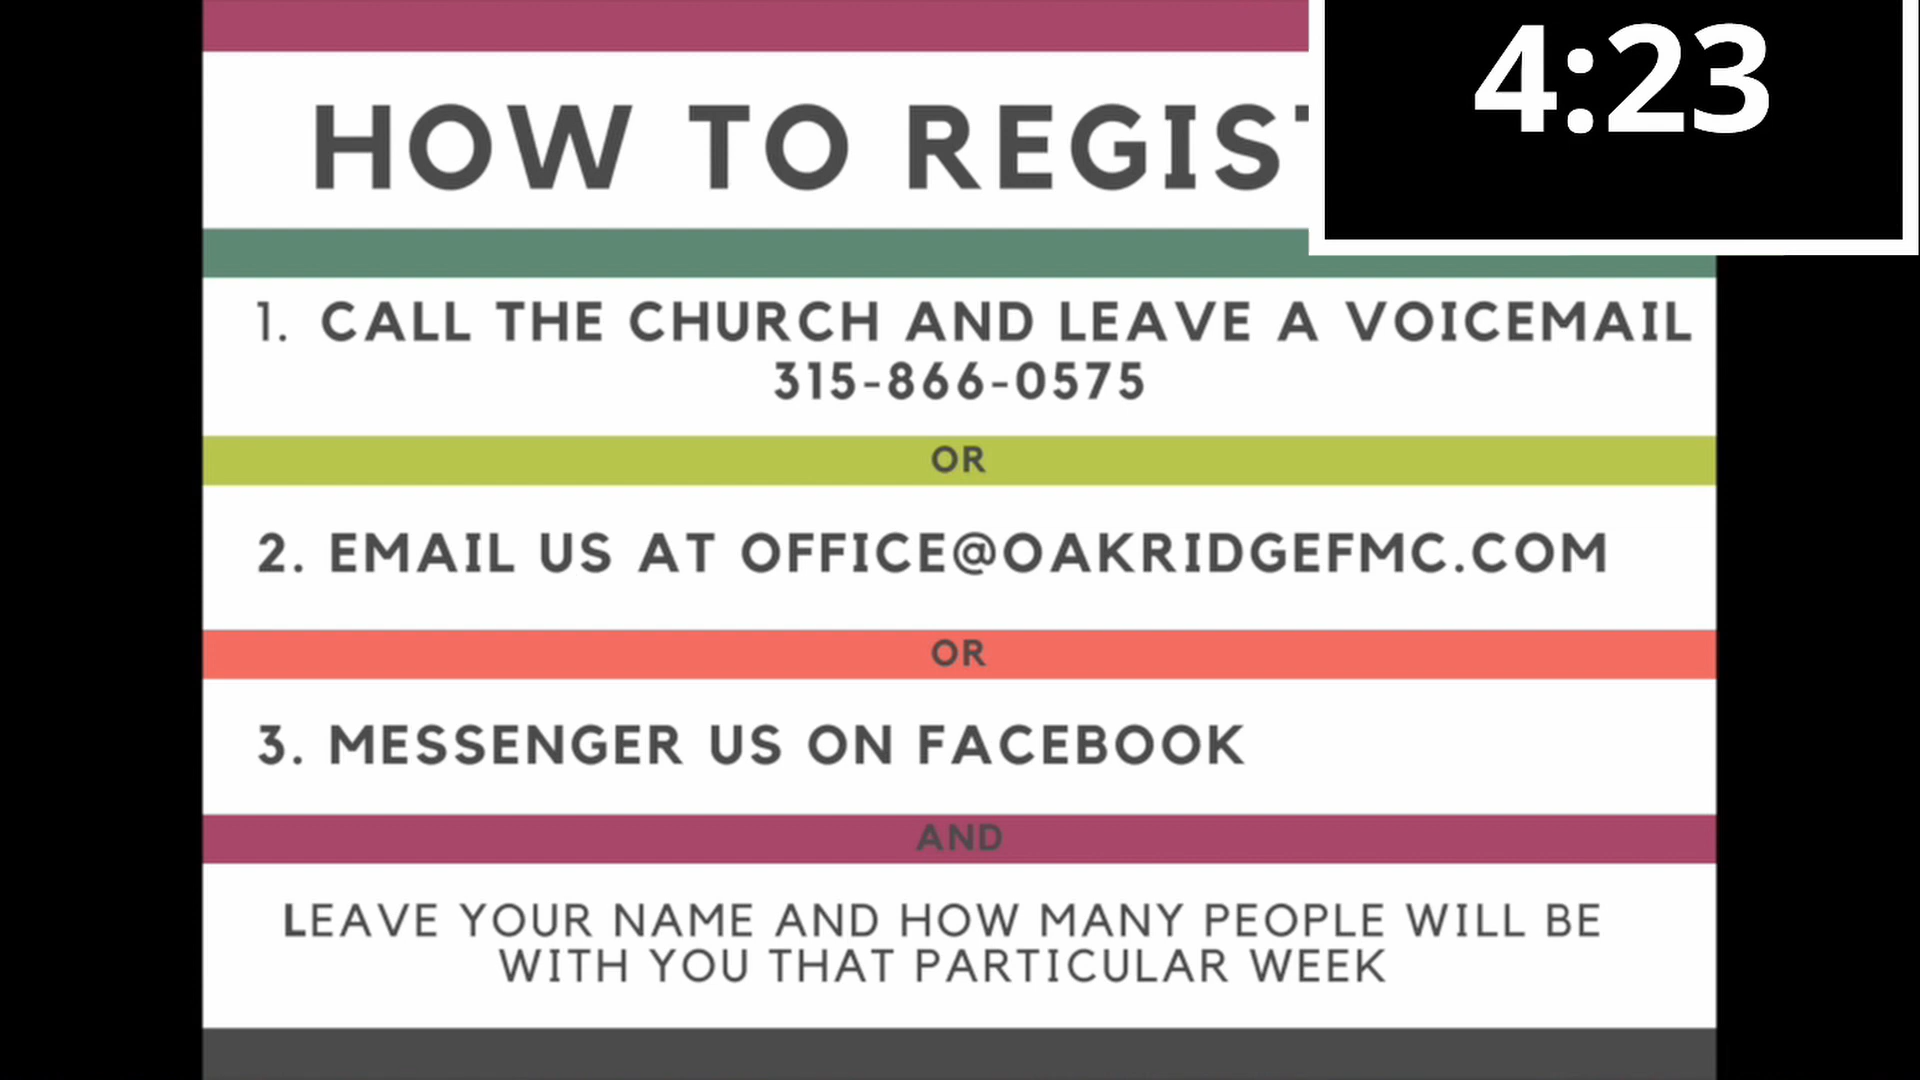 HOW TO REGIS
4:23
1. CALL THE CHURCH AND LEAVE A VOICEMAIL
315-866-0575
OR
2. EMAIL US AT OFFICE@OAKRIDGEFMC.COM
OR
3. MESSENGER US ON FACEBOOK
AND
LEAVE YOUR NAME AND HOW MANY PEOPLE WILL BE
WITH YOU THAT PARTICULAR WEEK